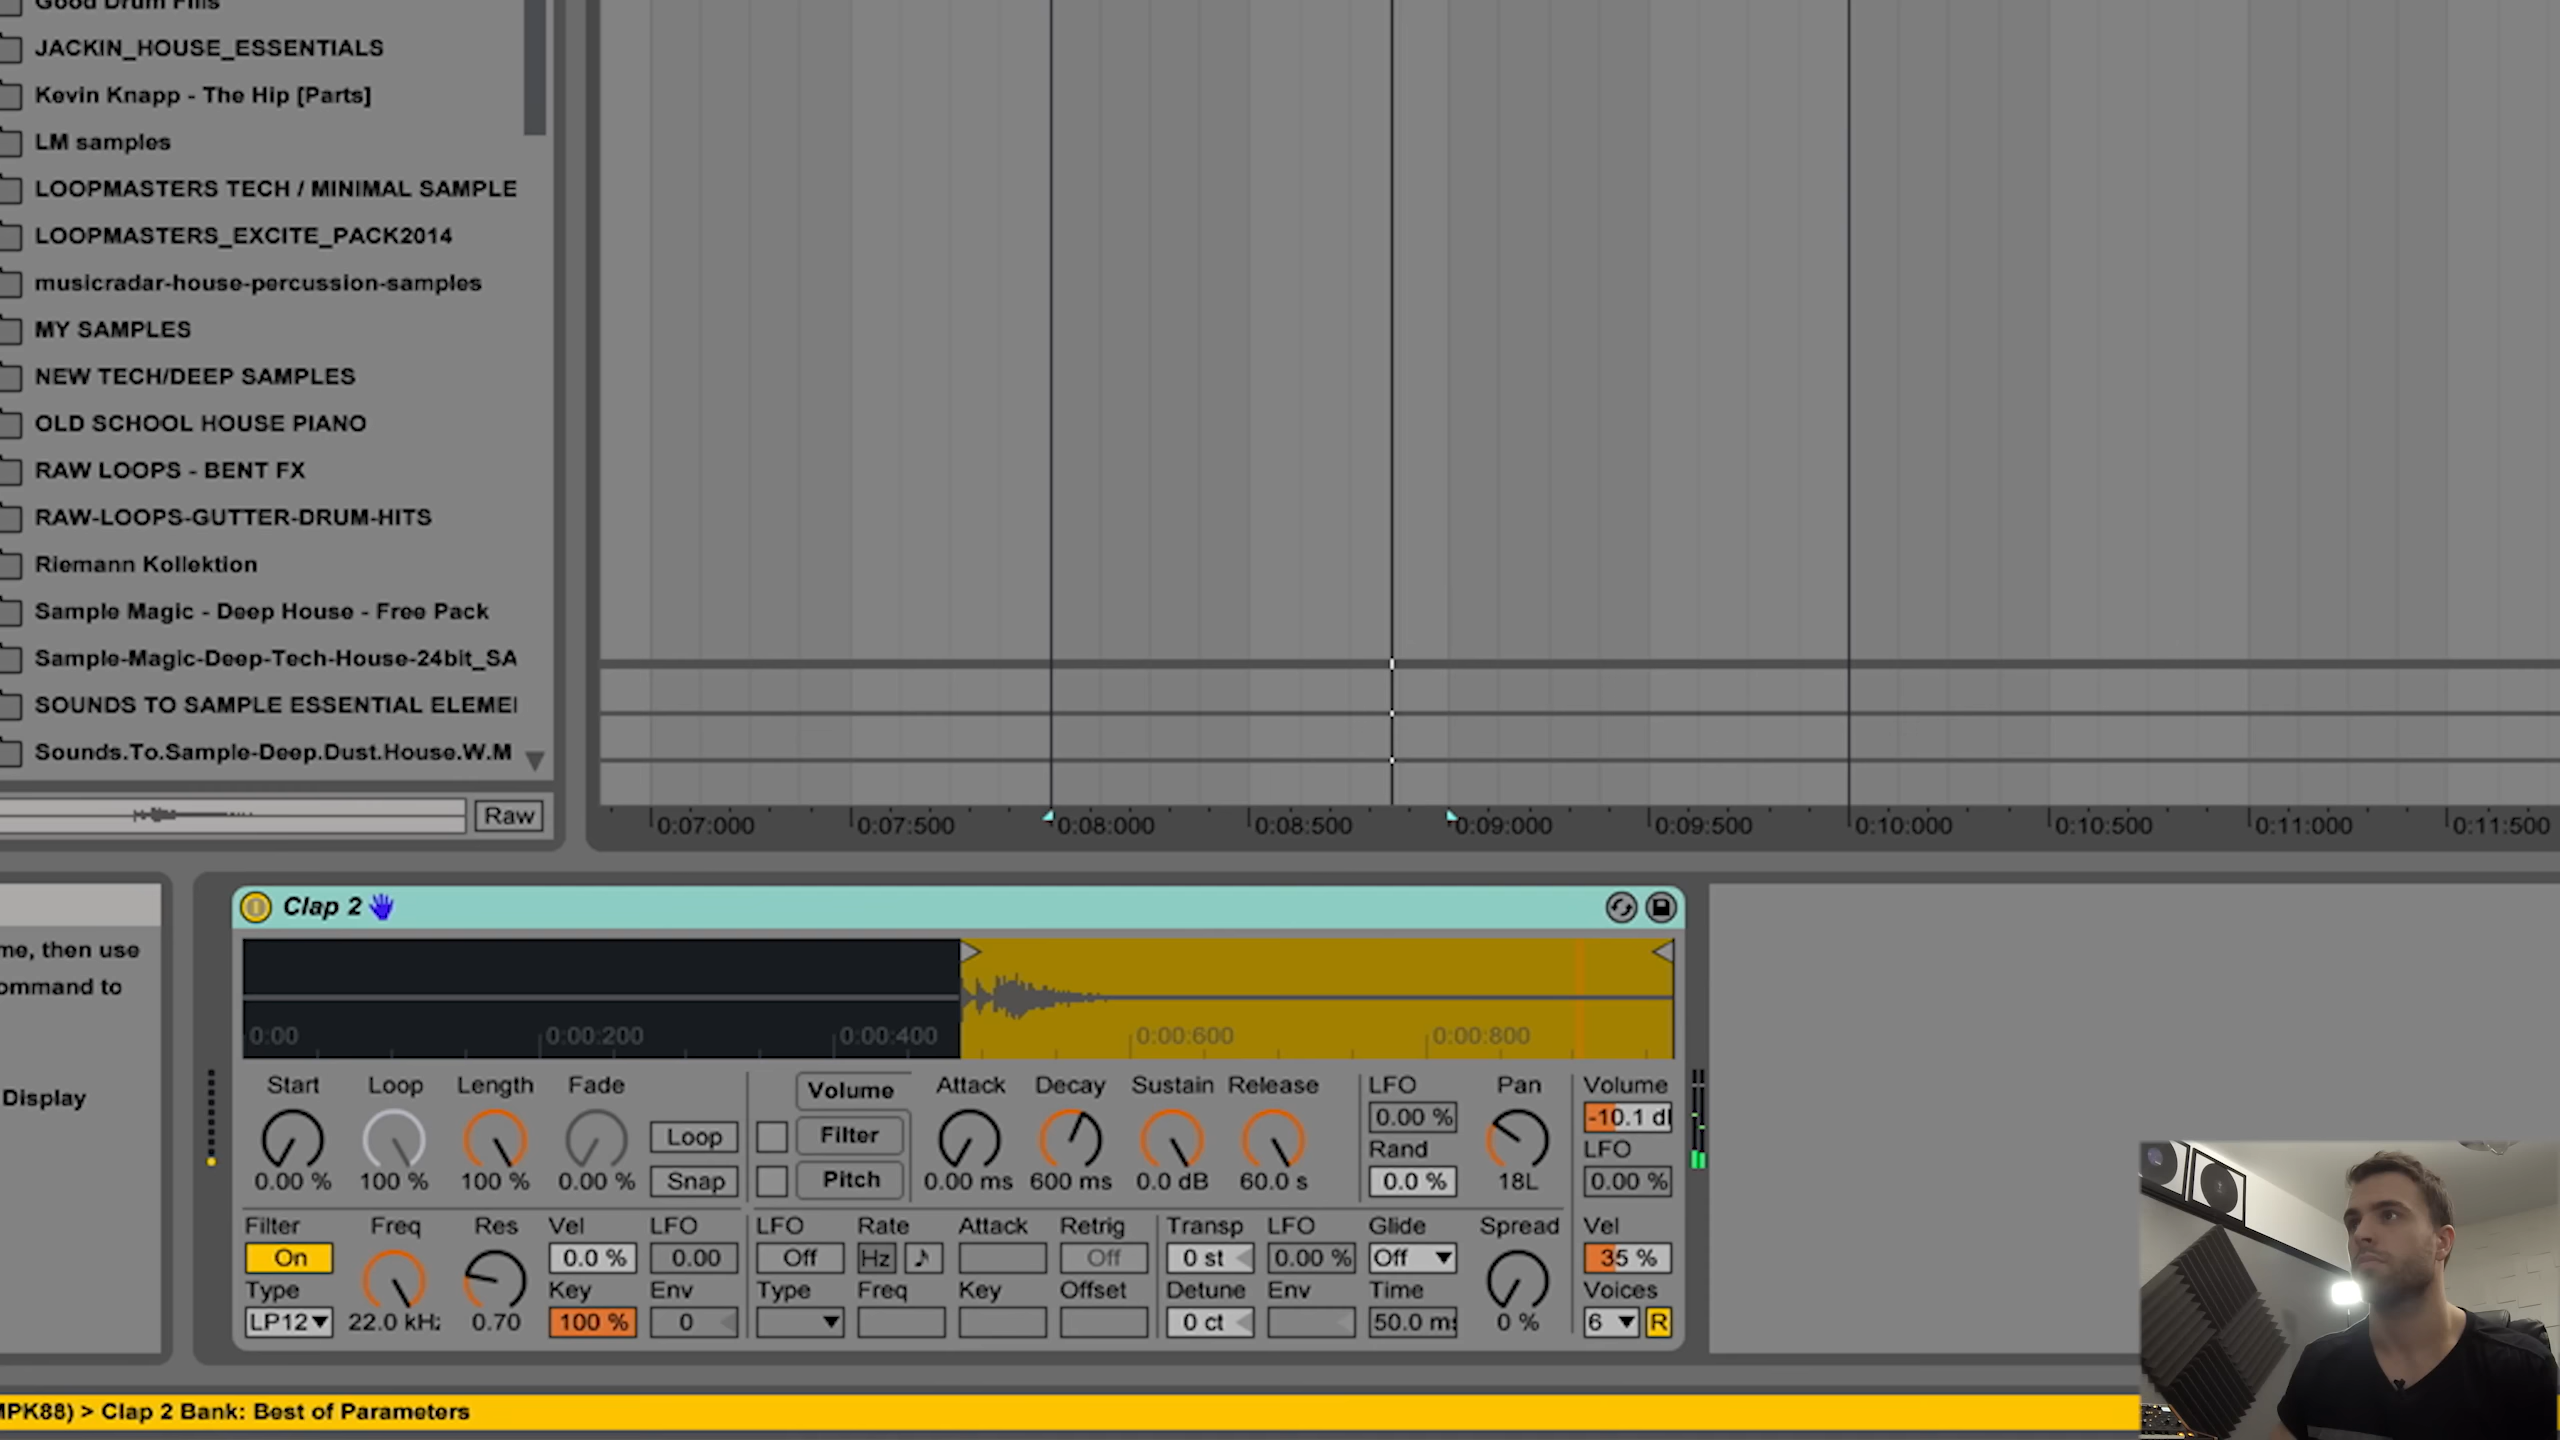 Good Drum Fills
JACKIN_HOUSE_ESSENTIALS
Kevin Knapp - The Hip [Parts]
LM samples
LOOPMASTERS TECH / MINIMAL SAMPLE
LOOPMASTERS_EXCITE_PACK2014
musicradar-house-percussion-samples
MY SAMPLES
NEW TECH/DEEP SAMPLES
OLD SCHOOL HOUSE PIANO
RAW LOOPS - BENT FX
RAW-LOOPS-GUTTER-DRUM-HITS
Riemann Kollektion
Sample Magic - Deep House - Free Pack
Sample-Magic-Deep-Tech-House-24bit_SA
SOUNDS TO SAMPLE ESSENTIAL ELEME
Sounds.To.Sample-Deep.Dust.House.W.M
Raw
0:07:000 0:07:500 0:08:000 0:08:500 0:09:000 0:09:500 0:10:000 0:10:500 0:11:000 0:11:500
me, then use
ommand to
Display
Clap 2
0:00 0:00:200 0:00:400 0:00:600 0:00:800
Start Loop Length Fade Volume Attack Decay Sustain Release LFO Pan Volume
0.00 % -10.1 d
Loop Filter Rand LFO
0.00 % 100 % 100 % 0.00 % Snap Pitch 0.00 ms 600 ms 0.0 dB 60.0 s 0.0 % 18L 0.00 %
Filter Freq Res Vel LFO LFO Rate Attack Retrig Transp LFO Glide Spread Vel
On 0.0 % 0.00 Off Hz Off 0 st 0.00 % Off 35 %
Type Key Env Type Freq Key Offset Detune Env Time Voices
LP12 22.0 kHz 0.70 100 % 0 0 ct 50.0 m 0 % 6 R
MPK88) > Clap 2 Bank: Best of Parameters